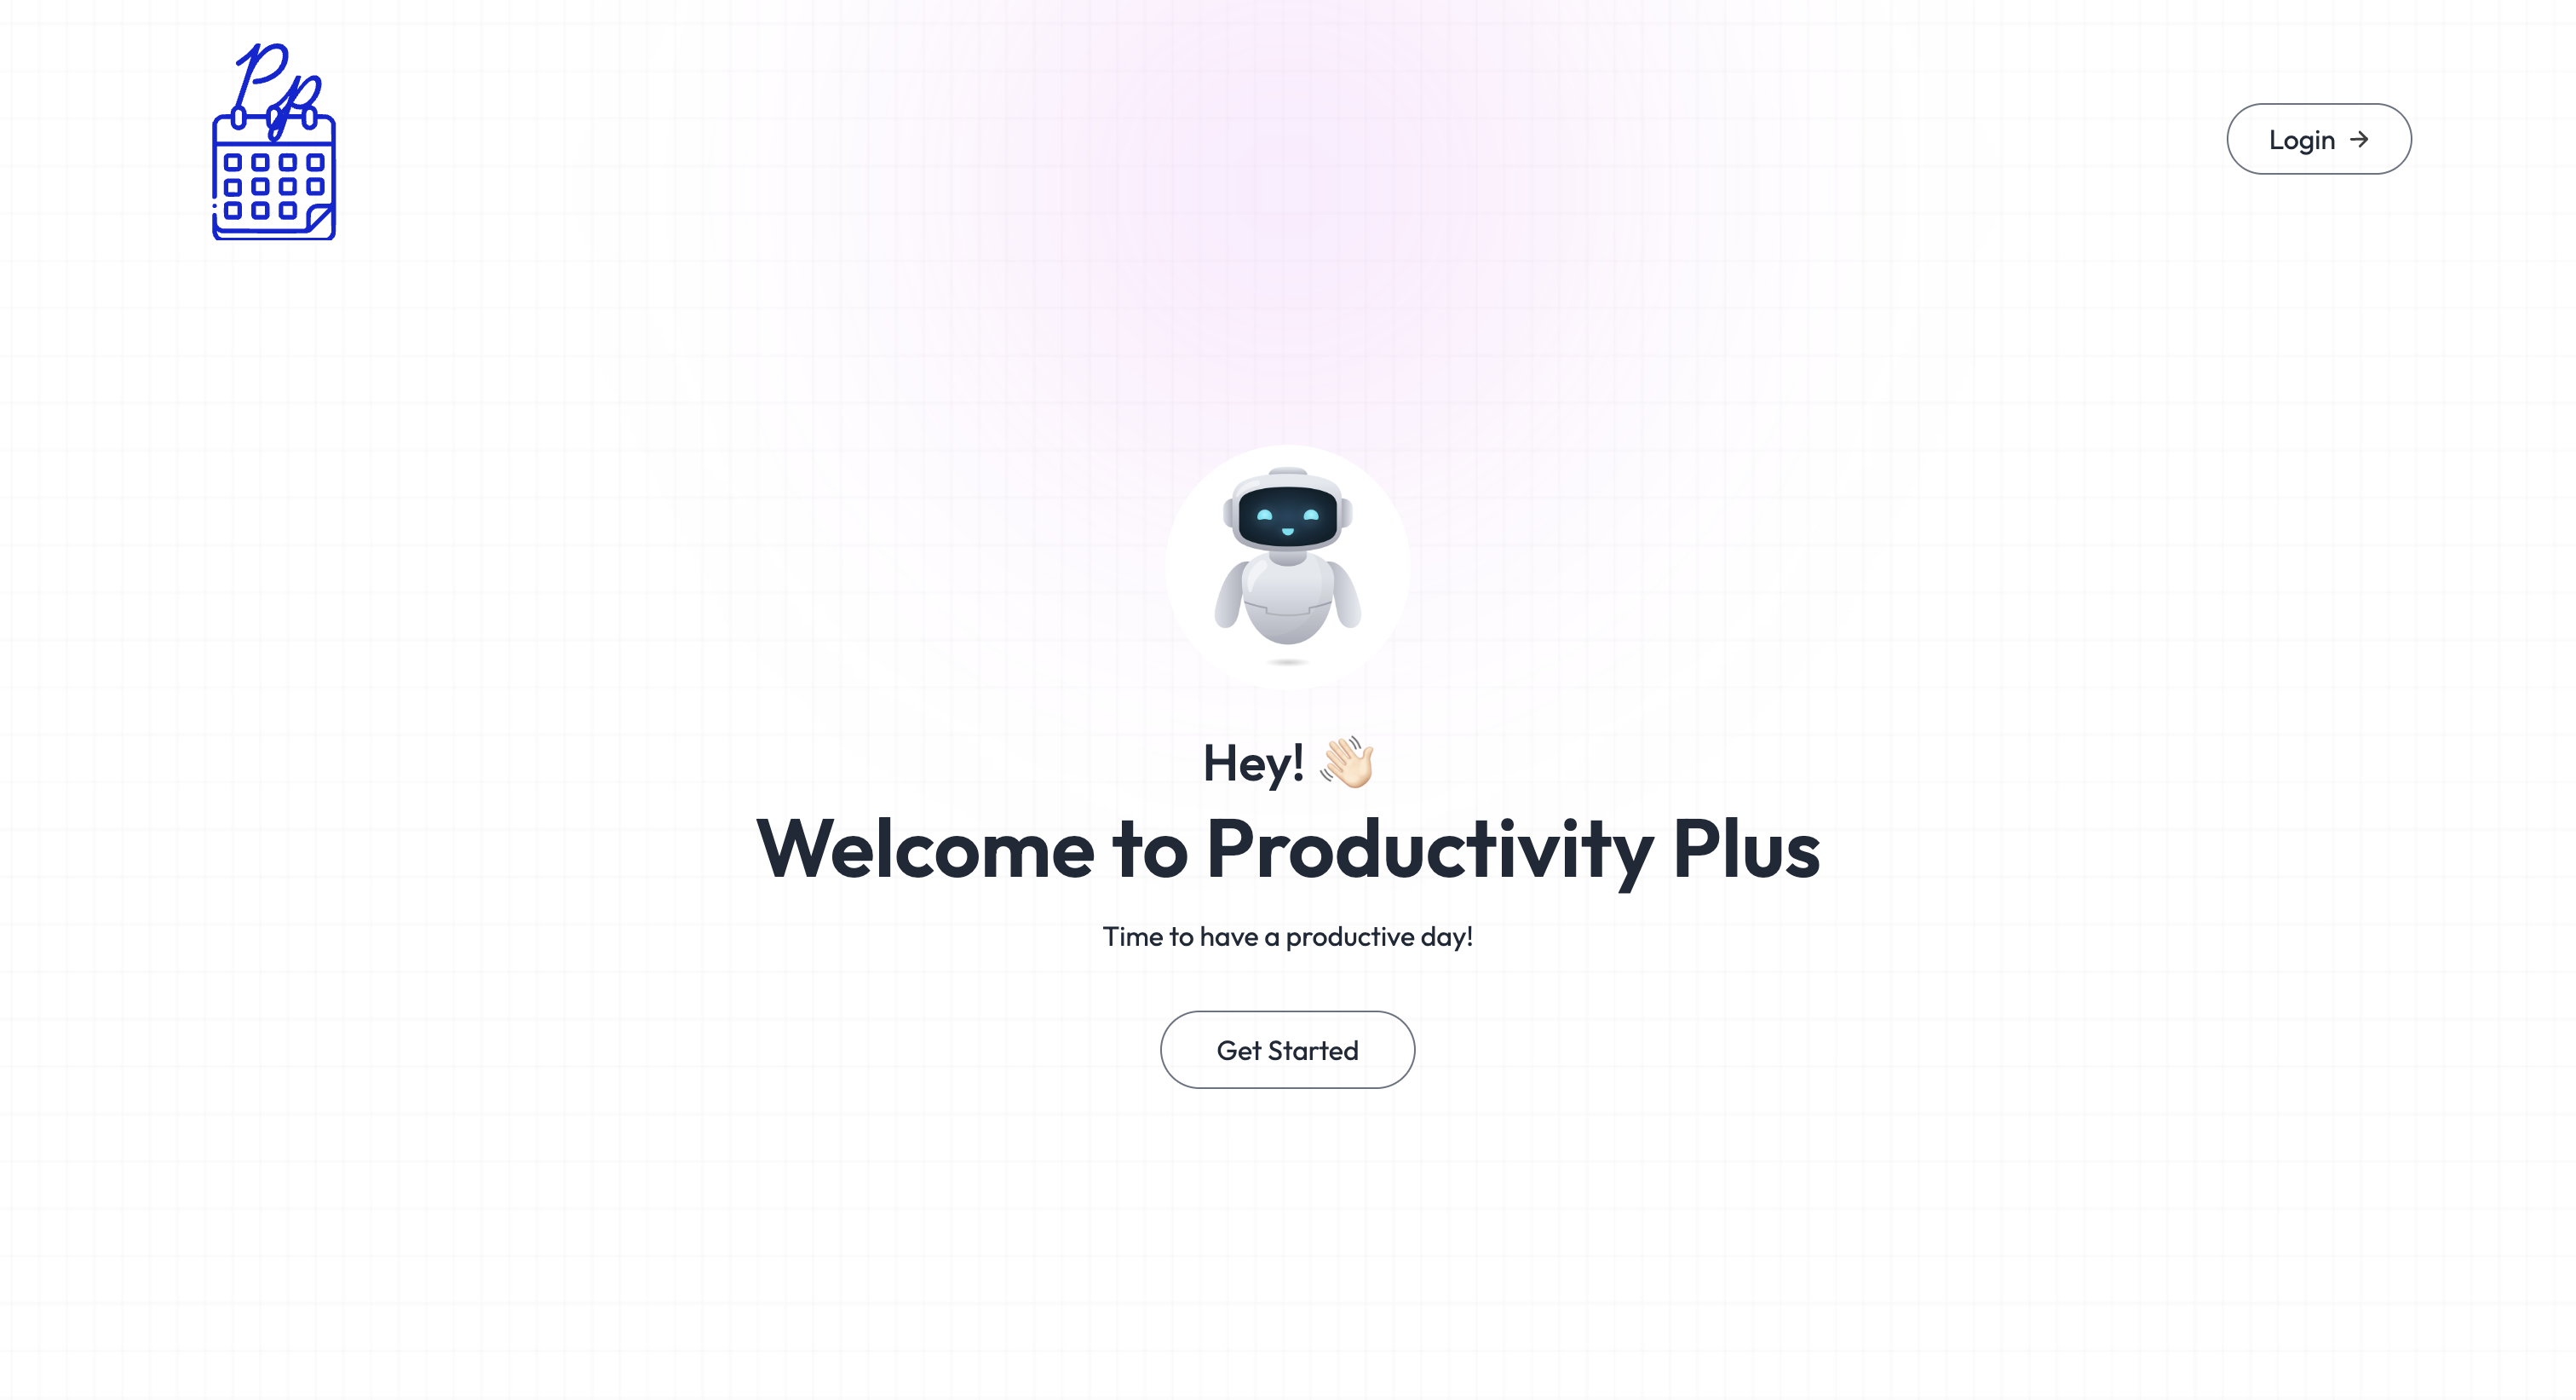 Pp
Login →
Hey! 👋🏻
Welcome to Productivity Plus
Time to have a productive day!
Get Started